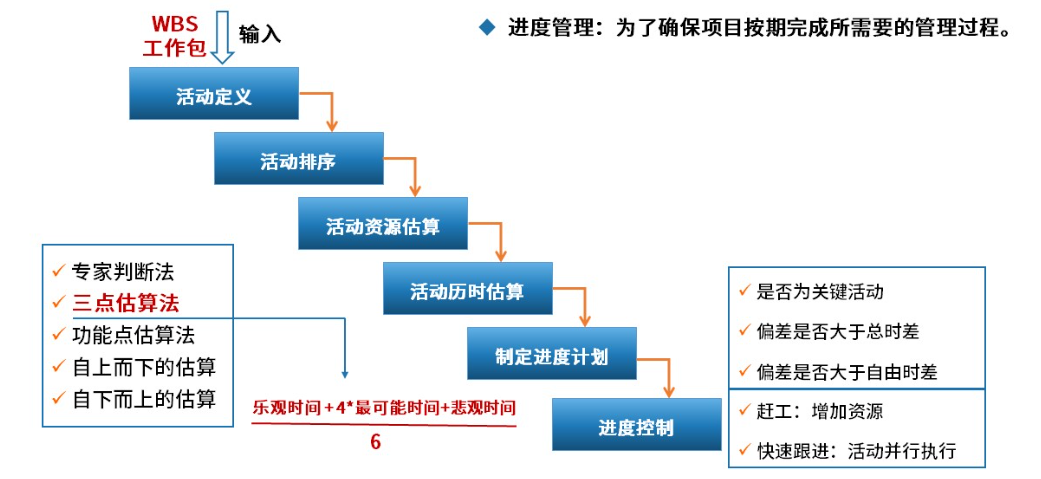 WBS
工作包
输入
进度管理：为了确保项目按期完成所需要的管理过程。
活动定义
活动排序
活动资源估算
活动历时估算
制定进度计划
进度控制
专家判断法
三点估算法
功能点估算法
自上而下的估算
自下而上的估算
乐观时间+4*最可能时间+悲观时间
6
是否为关键活动
偏差是否大于总时差
偏差是否大于自由时差
赶工：增加资源
快速跟进：活动并行执行